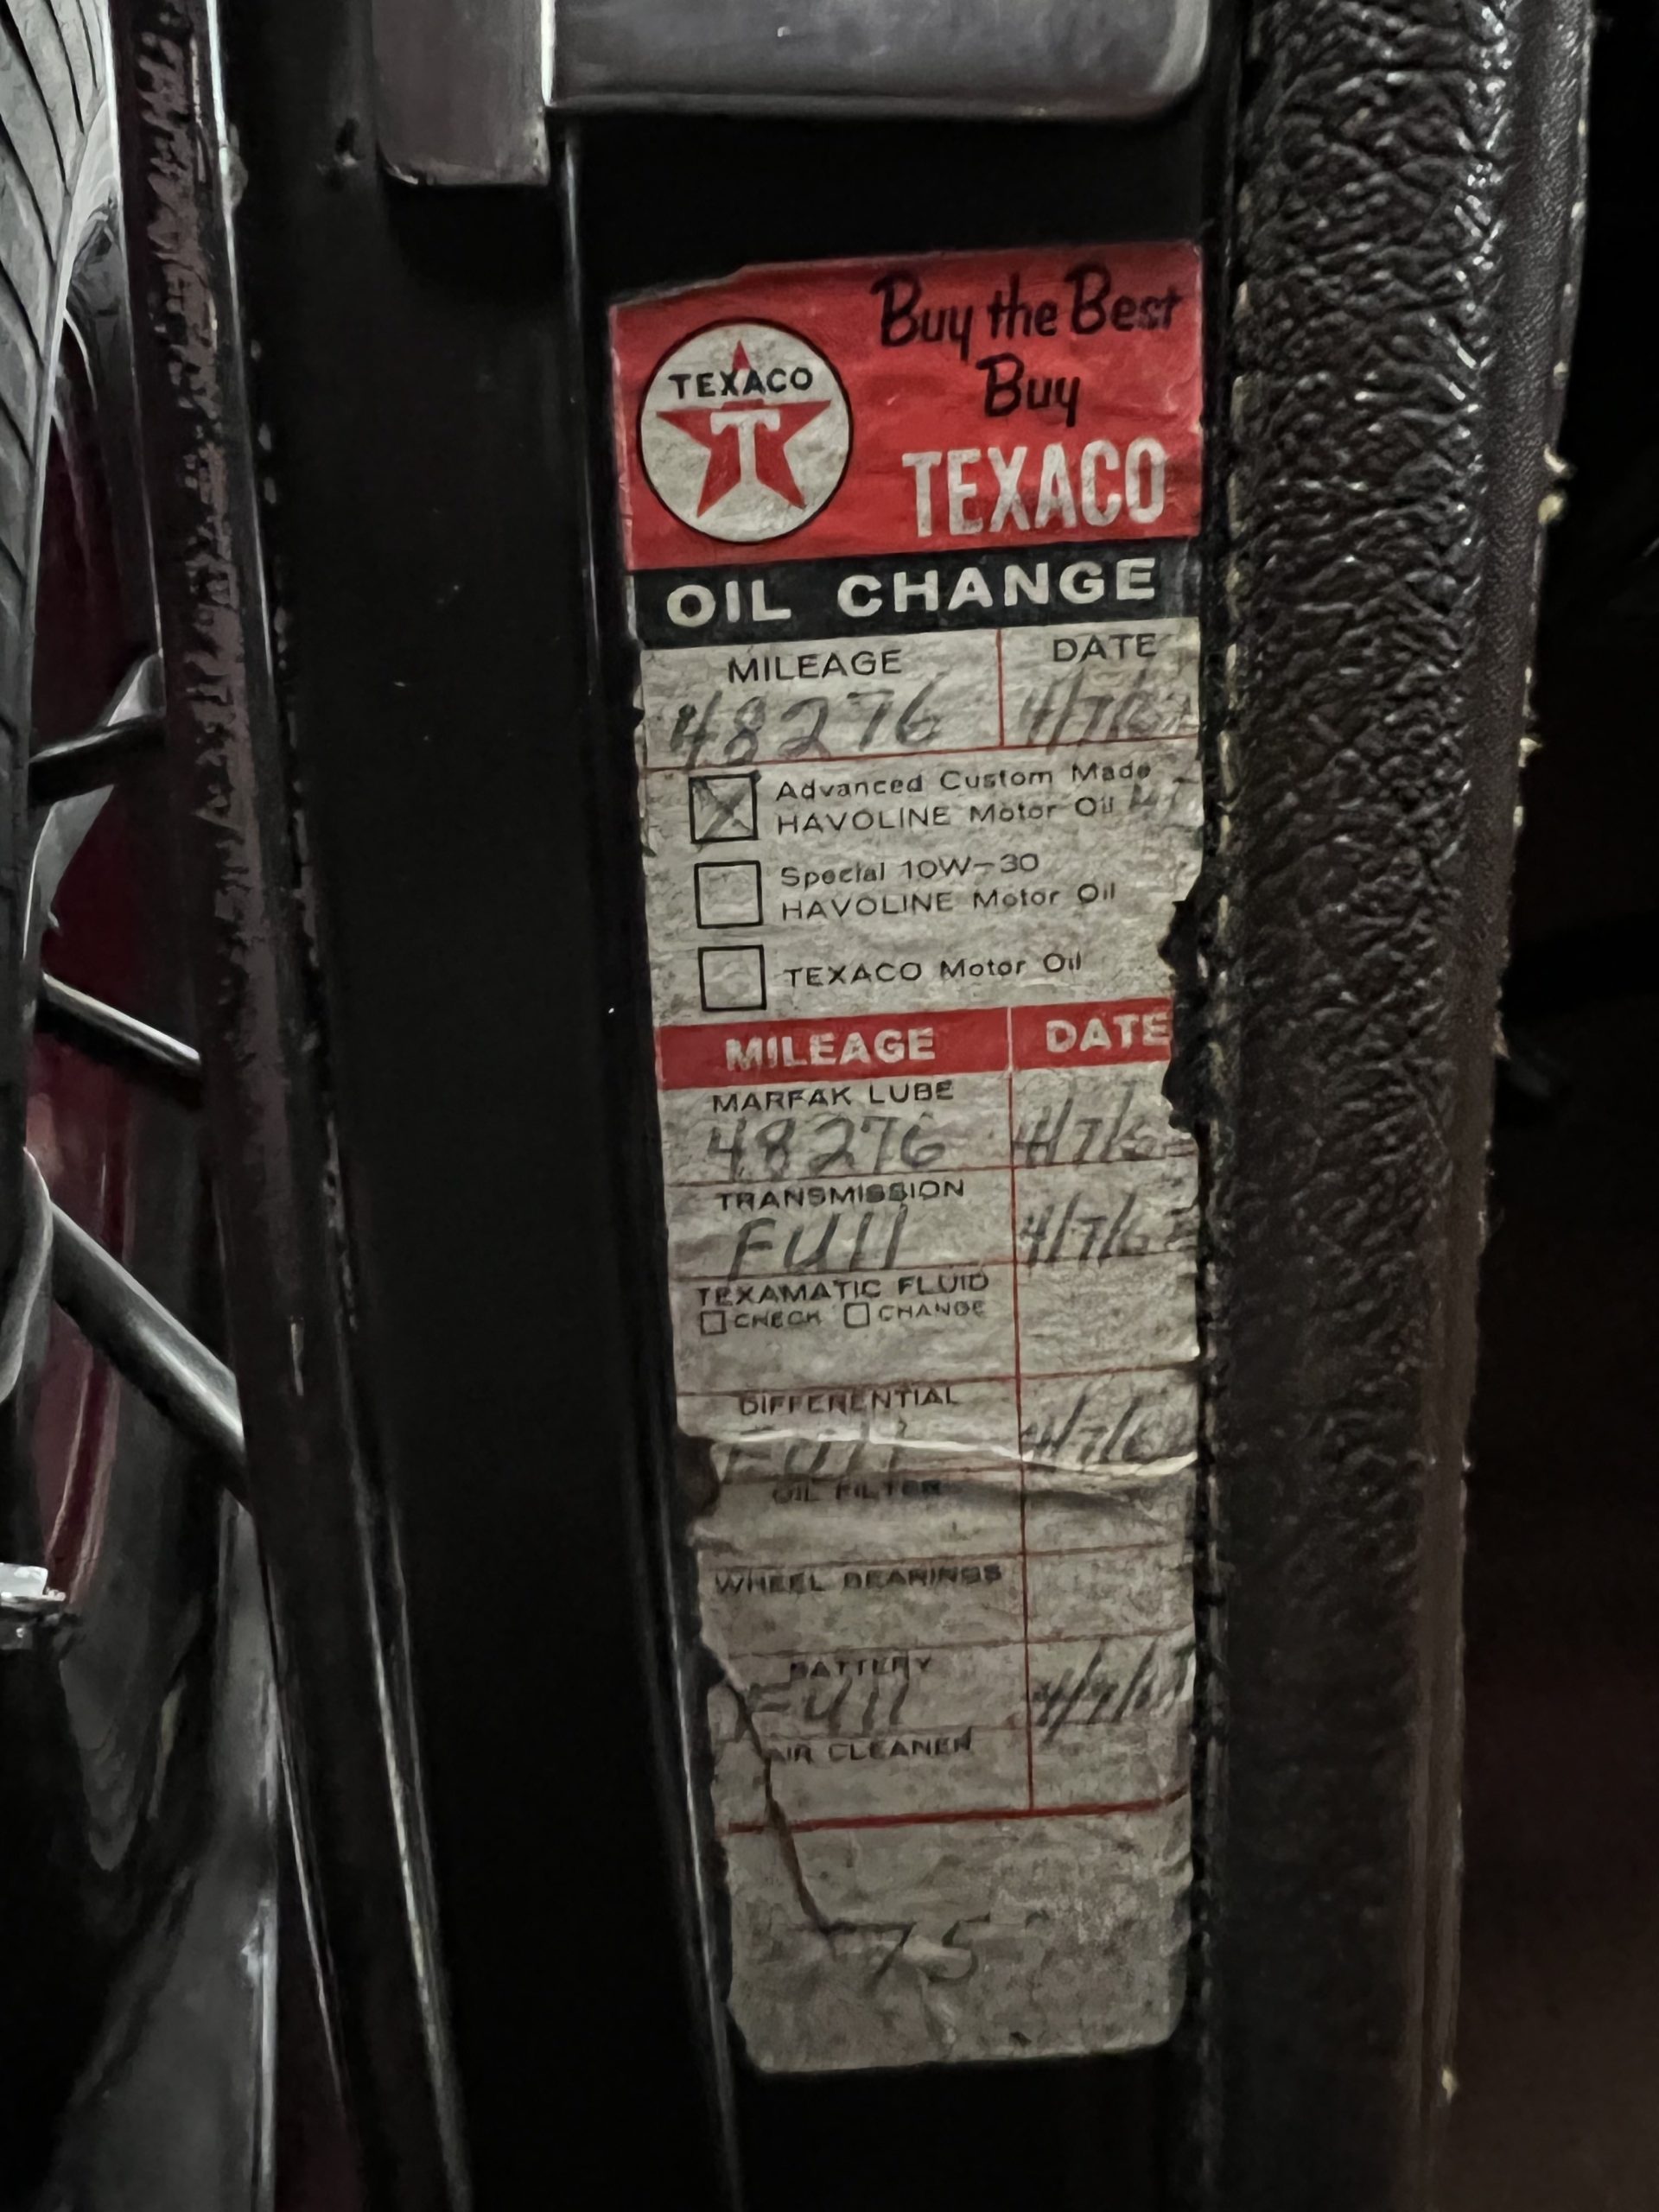 Buy the Best
Buy
TEXACO
TEXACO
T
OIL CHANGE
MILEAGE DATE
48276
Advanced Custom Made
HAVOLINE Motor Oil
Special 10W-30
HAVOLINE Motor Oil
TEXACO Motor Oil
MILEAGE DATE
MARFAK LUBE
48276
TRANSMISSION
Full
TEXAMATIC FLUID
CHECK CHANGE
DIFFERENTIAL
Full
OIL FILTER
WHEEL BEARINGS
BATTERY
Full
AIR CLEANER
75